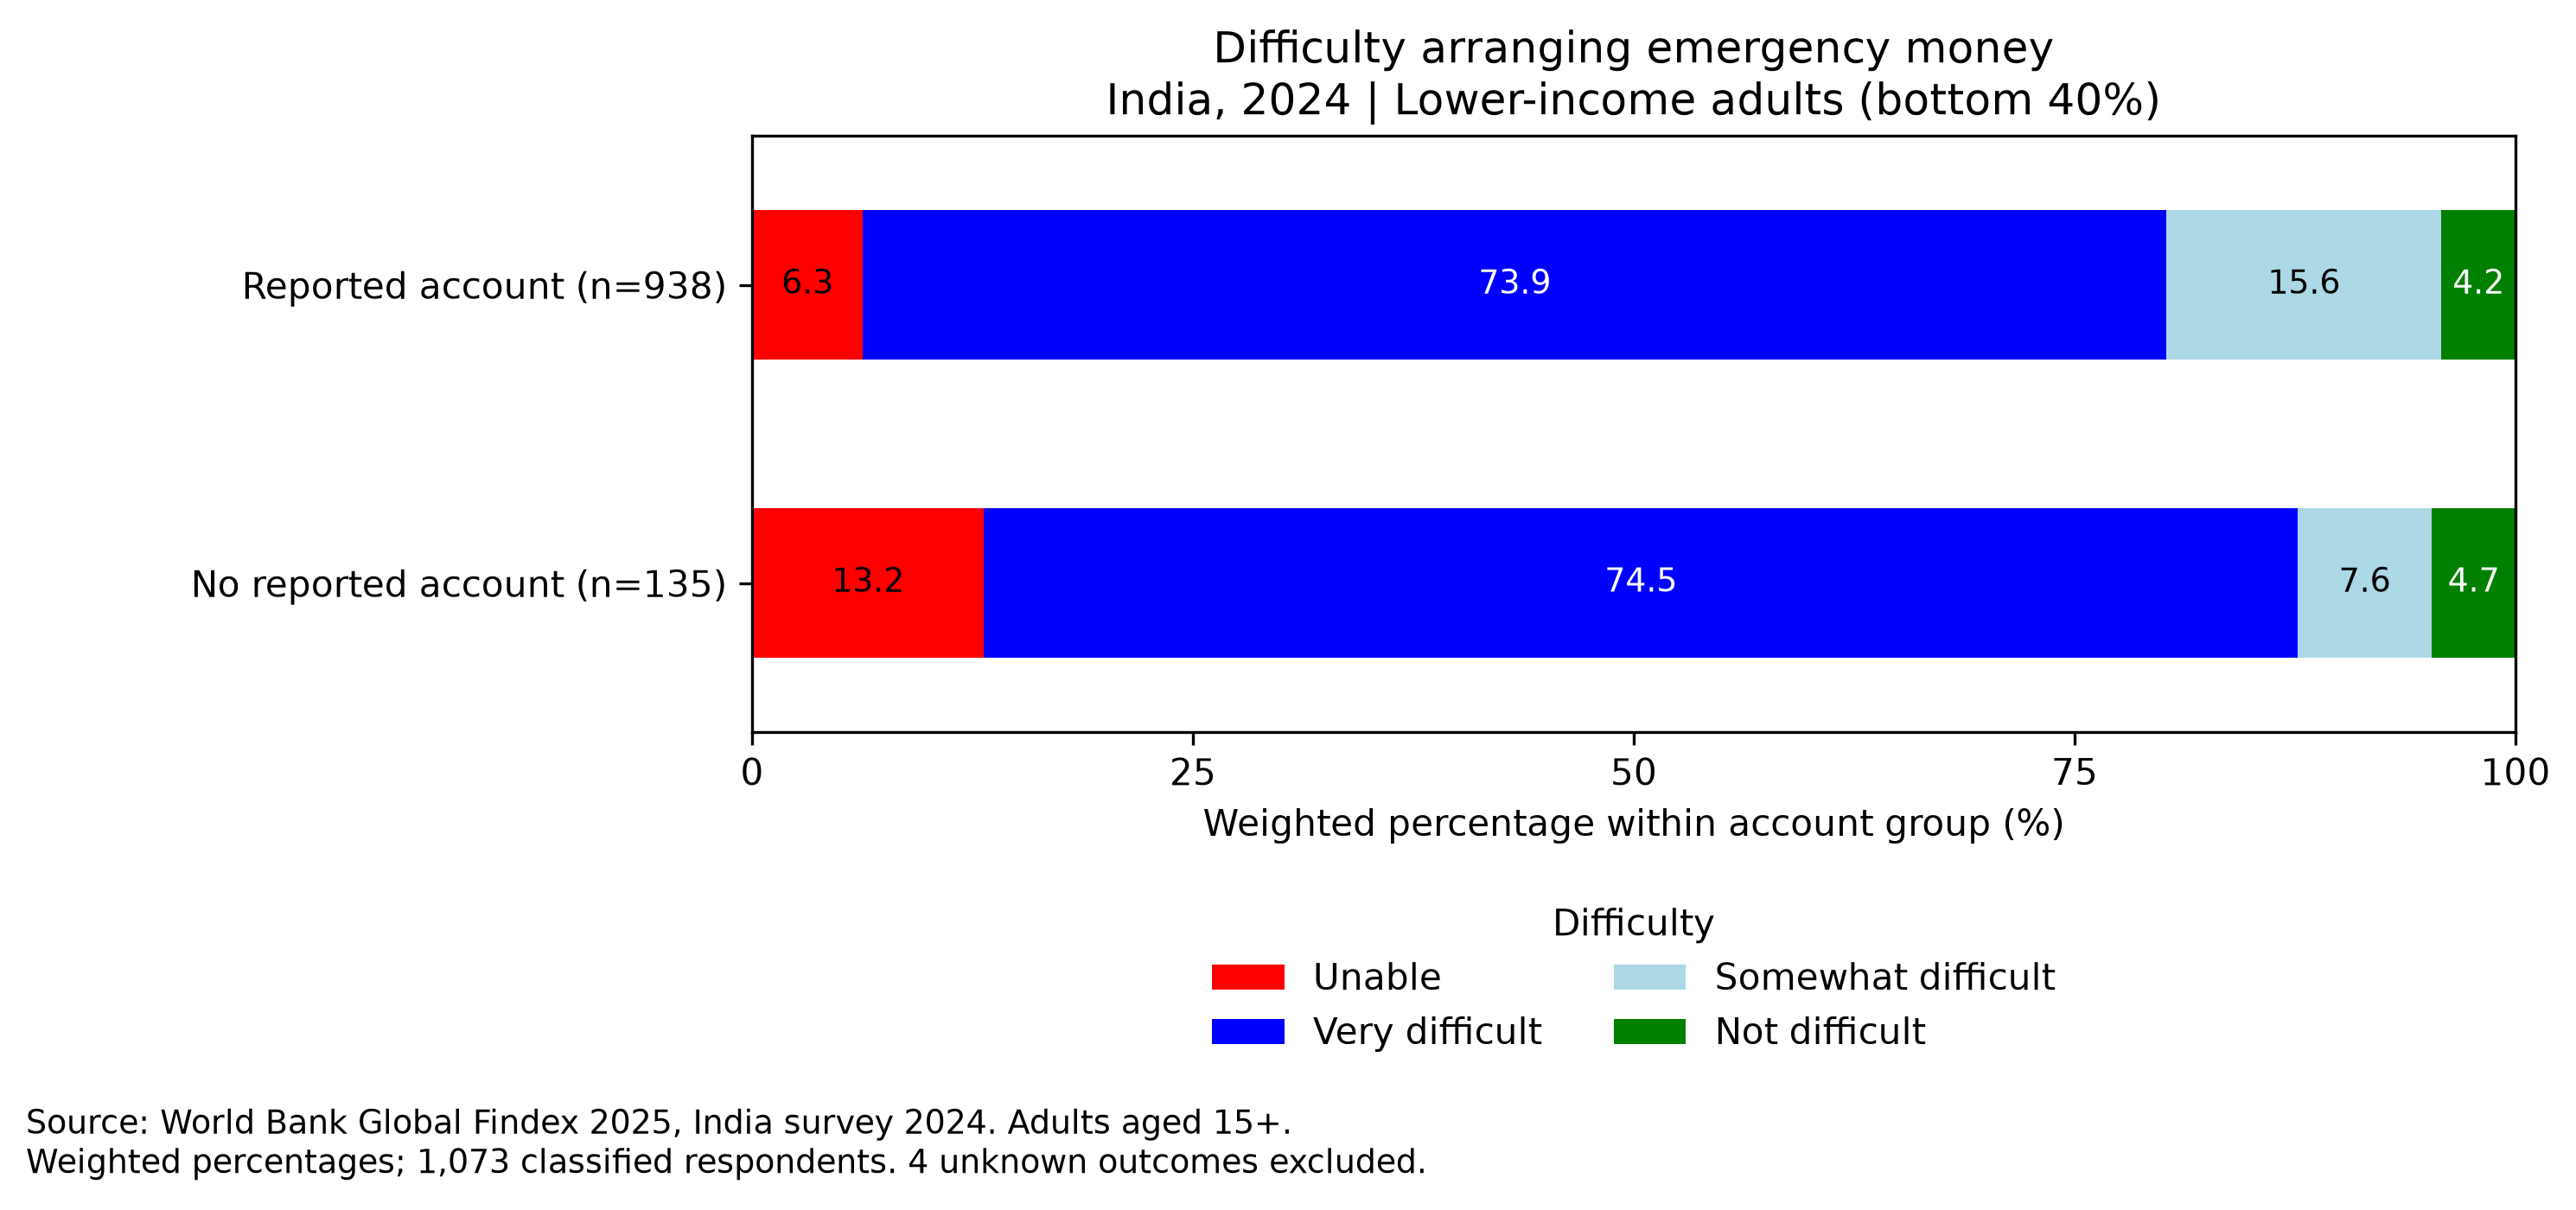 Difficulty arranging emergency money
India, 2024 | Lower-income adults (bottom 40%)
Reported account (n=938)
6.3
73.9
15.6
4.2
No reported account (n=135)
13.2
74.5
7.6
4.7
0
25
50
75
100
Weighted percentage within account group (%)
Difficulty
Unable
Somewhat difficult
Very difficult
Not difficult
Source: World Bank Global Findex 2025, India survey 2024. Adults aged 15+.
Weighted percentages; 1,073 classified respondents. 4 unknown outcomes excluded.